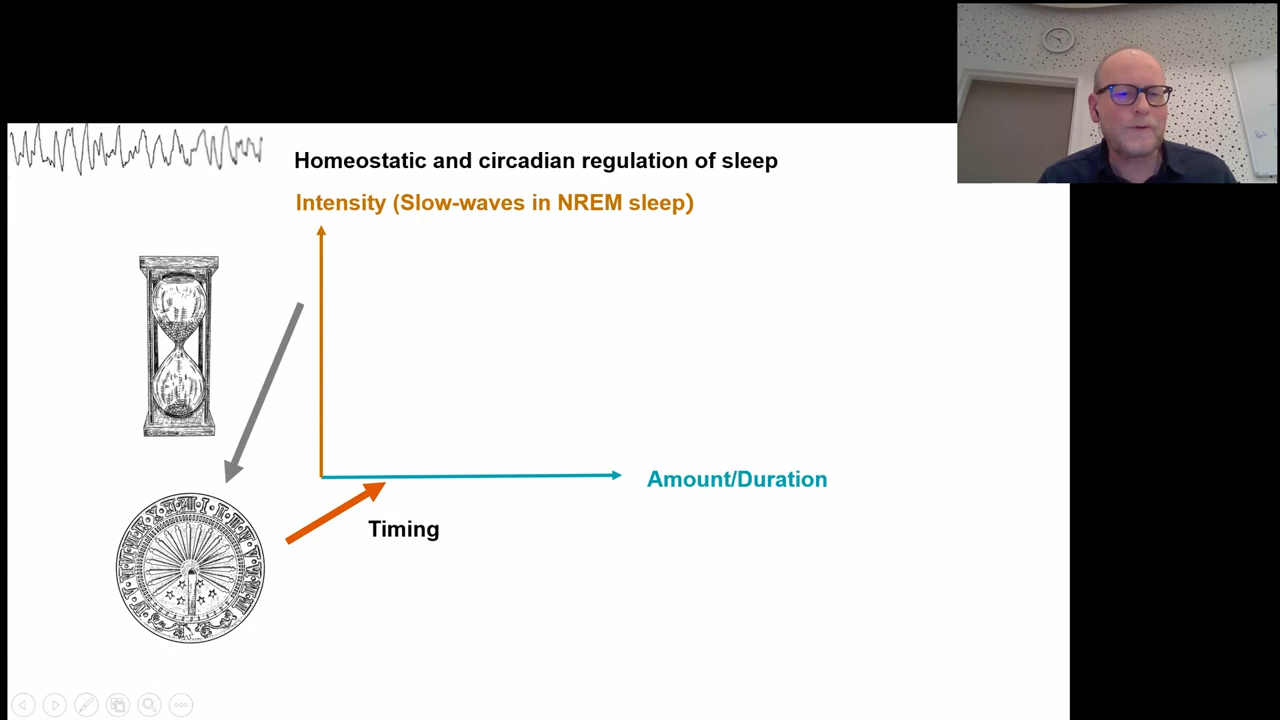 Homeostatic and circadian regulation of sleep
Intensity (Slow-waves in NREM sleep)
Amount/Duration
Timing